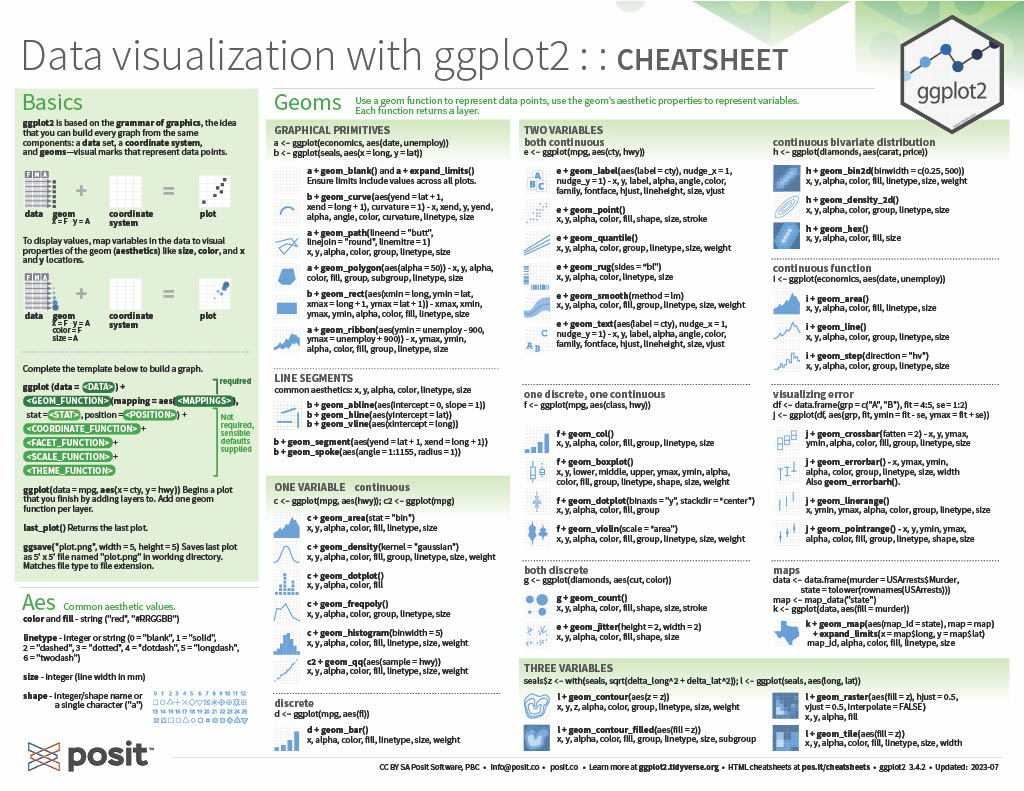 Data visualization with ggplot2 : : CHEATSHEET
ggplot2
Basics
ggplot2 is based on the grammar of graphics, the idea
that you can build every graph from the same
components: a data set, a coordinate system,
and geoms—visual marks that represent data points.
F M A
+
=
data
geom
x = F · y = A
coordinate
system
plot
To display values, map variables in the data to visual
properties of the geom (aesthetics) like size, color, and x
and y locations.
F M A
+
=
data
geom
x = F · y = A
color = F
size = A
coordinate
system
plot
Complete the template below to build a graph.
required
ggplot (data = <DATA>) +
<GEOM_FUNCTION>(mapping = aes(<MAPPINGS>),
stat = <STAT>, position = <POSITION>) +
<COORDINATE_FUNCTION> +
<FACET_FUNCTION> +
<SCALE_FUNCTION> +
<THEME_FUNCTION>
Not
required,
sensible
defaults
supplied
ggplot(data = mpg, aes(x = cty, y = hwy)) Begins a plot
that you finish by adding layers to. Add one geom
function per layer.
last_plot() Returns the last plot.
ggsave("plot.png", width = 5, height = 5) Saves last plot
as 5' x 5' file named "plot.png" in working directory.
Matches file type to file extension.
Aes Common aesthetic values.
color and fill - string ("red", "#RRGGBB")
linetype - integer or string (0 = "blank", 1 = "solid",
2 = "dashed", 3 = "dotted", 4 = "dotdash", 5 = "longdash",
6 = "twodash")
size - integer (line width in mm)
shape - integer/shape name or
a single character ("a")
0 1 2 3 4 5 6 7 8 9 10 11 12
13 14 15 16 17 18 19 20 21 22 23 24 25
posit™
Geoms
Use a geom function to represent data points, use the geom's aesthetic properties to represent variables.
Each function returns a layer.
GRAPHICAL PRIMITIVES
a <- ggplot(economics, aes(date, unemploy))
b <- ggplot(seals, aes(x = long, y = lat))
a + geom_blank() and a + expand_limits()
Ensure limits include values across all plots.
b + geom_curve(aes(yend = lat + 1,
xend = long + 1), curvature = 1) - x, xend, y, yend,
alpha, angle, color, curvature, linetype, size
a + geom_path(lineend = "butt",
linejoin = "round", linemitre = 1)
x, y, alpha, color, group, linetype, size
a + geom_polygon(aes(alpha = 50)) - x, y, alpha,
color, fill, group, subgroup, linetype, size
b + geom_rect(aes(xmin = long, ymin = lat,
xmax = long + 1, ymax = lat + 1)) - xmax, xmin,
ymax, ymin, alpha, color, fill, linetype, size
a + geom_ribbon(aes(ymin = unemploy - 900,
ymax = unemploy + 900)) - x, ymax, ymin,
alpha, color, fill, group, linetype, size
LINE SEGMENTS
common aesthetics: x, y, alpha, color, linetype, size
b + geom_abline(aes(intercept = 0, slope = 1))
b + geom_hline(aes(yintercept = lat))
b + geom_vline(aes(xintercept = long))
b + geom_segment(aes(yend = lat + 1, xend = long + 1))
b + geom_spoke(aes(angle = 1:1155, radius = 1))
ONE VARIABLE continuous
c <- ggplot(mpg, aes(hwy)); c2 <- ggplot(mpg)
c + geom_area(stat = "bin")
x, y, alpha, color, fill, linetype, size
c + geom_density(kernel = "gaussian")
x, y, alpha, color, fill, group, linetype, size, weight
c + geom_dotplot()
x, y, alpha, color, fill
c + geom_freqpoly()
x, y, alpha, color, group, linetype, size
c + geom_histogram(binwidth = 5)
x, y, alpha, color, fill, linetype, size, weight
c2 + geom_qq(aes(sample = hwy))
x, y, alpha, color, fill, linetype, size, weight
discrete
d <- ggplot(mpg, aes(fl))
d + geom_bar()
x, alpha, color, fill, linetype, size, weight
TWO VARIABLES
both continuous
e <- ggplot(mpg, aes(cty, hwy))
e + geom_label(aes(label = cty), nudge_x = 1,
nudge_y = 1) - x, y, label, alpha, angle, color,
family, fontface, hjust, lineheight, size, vjust
e + geom_point()
x, y, alpha, color, fill, shape, size, stroke
e + geom_quantile()
x, y, alpha, color, group, linetype, size, weight
e + geom_rug(sides = "bl")
x, y, alpha, color, linetype, size
e + geom_smooth(method = lm)
x, y, alpha, color, fill, group, linetype, size, weight
e + geom_text(aes(label = cty), nudge_x = 1,
nudge_y = 1) - x, y, label, alpha, angle, color,
family, fontface, hjust, lineheight, size, vjust
one discrete, one continuous
f <- ggplot(mpg, aes(class, hwy))
f + geom_col()
x, y, alpha, color, fill, group, linetype, size
f + geom_boxplot()
x, y, lower, middle, upper, ymax, ymin, alpha,
color, fill, group, linetype, shape, size, weight
f + geom_dotplot(binaxis = "y", stackdir = "center")
x, y, alpha, color, fill, group
f + geom_violin(scale = "area")
x, y, alpha, color, fill, group, linetype, size, weight
both discrete
g <- ggplot(diamonds, aes(cut, color))
g + geom_count()
x, y, alpha, color, fill, shape, size, stroke
e + geom_jitter(height = 2, width = 2)
x, y, alpha, color, fill, shape, size
continuous bivariate distribution
h <- ggplot(diamonds, aes(carat, price))
h + geom_bin2d(binwidth = c(0.25, 500))
x, y, alpha, color, fill, linetype, size, weight
h + geom_density_2d()
x, y, alpha, color, group, linetype, size
h + geom_hex()
x, y, alpha, color, fill, size
continuous function
i <- ggplot(economics, aes(date, unemploy))
i + geom_area()
x, y, alpha, color, fill, linetype, size
i + geom_line()
x, y, alpha, color, group, linetype, size
i + geom_step(direction = "hv")
x, y, alpha, color, group, linetype, size
visualizing error
df <- data.frame(grp = c("A", "B"), fit = 4:5, se = 1:2)
j <- ggplot(df, aes(grp, fit, ymin = fit - se, ymax = fit + se))
j + geom_crossbar(fatten = 2) - x, y, ymax,
ymin, alpha, color, fill, group, linetype, size
j + geom_errorbar() - x, ymax, ymin,
alpha, color, group, linetype, size, width
Also geom_errorbarh().
j + geom_linerange()
x, ymin, ymax, alpha, color, group, linetype, size
j + geom_pointrange() - x, y, ymin, ymax,
alpha, color, fill, group, linetype, shape, size
maps
data <- data.frame(murder = USArrests$Murder,
state = tolower(rownames(USArrests)))
map <- map_data("state")
k <- ggplot(data, aes(fill = murder))
k + geom_map(aes(map_id = state), map = map)
+ expand_limits(x = map$long, y = map$lat)
map_id, alpha, color, fill, linetype, size
THREE VARIABLES
seals$z <- with(seals, sqrt(delta_long^2 + delta_lat^2)); l <- ggplot(seals, aes(long, lat))
l + geom_contour(aes(z = z))
x, y, z, alpha, color, group, linetype, size, weight
l + geom_contour_filled(aes(fill = z))
x, y, alpha, color, fill, group, linetype, size, subgroup
l + geom_raster(aes(fill = z), hjust = 0.5,
vjust = 0.5, interpolate = FALSE)
x, y, alpha, fill
l + geom_tile(aes(fill = z))
x, y, alpha, color, fill, linetype, size, width
CC BY SA Posit Software, PBC • info@posit.co • posit.co • Learn more at ggplot2.tidyverse.org • HTML cheatsheets at pos.it/cheatsheets • ggplot2 3.4.2 • Updated: 2023-07